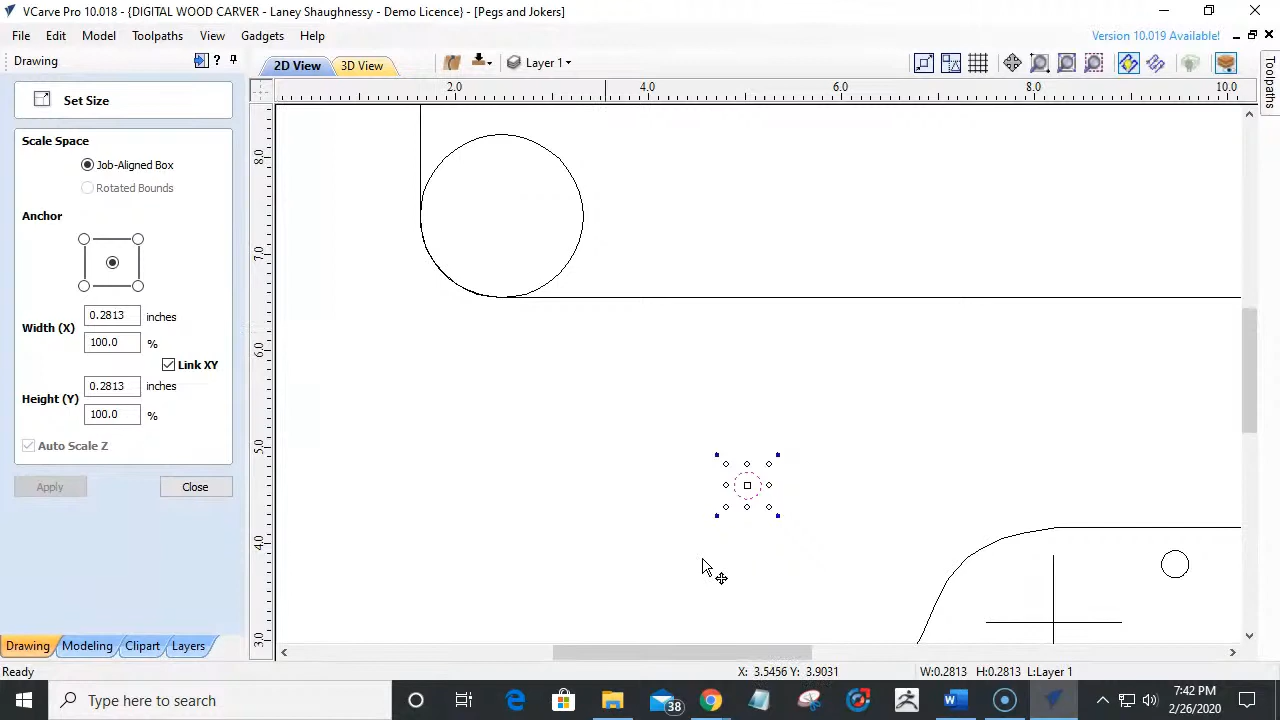 VCarve Pro 10.018 - {DIGITAL WOOD CARVER - Laney Shaughnessy - Demo Licence} - [Pegs and Jokers]
File Edit Model Toolpaths View Gadgets Help
Version 10.019 Available!
Drawing
?
2D View
3D View
Layer 1
Toolpaths
2.0 4.0 6.0 8.0 10.0
8.0
7.0
6.0
5.0
4.0
3.0
Set Size
Scale Space
Job-Aligned Box
Rotated Bounds
Anchor
Width (X)
0.2813 inches
100.0 %
Link XY
Height (Y)
0.2813 inches
100.0 %
Auto Scale Z
Apply
Close
Drawing Modeling Clipart Layers
Ready
X: 3.5456 Y: 3.9031
W:0.2813 H:0.2813 L:Layer 1
Type here to search
38
7:42 PM
2/26/2020